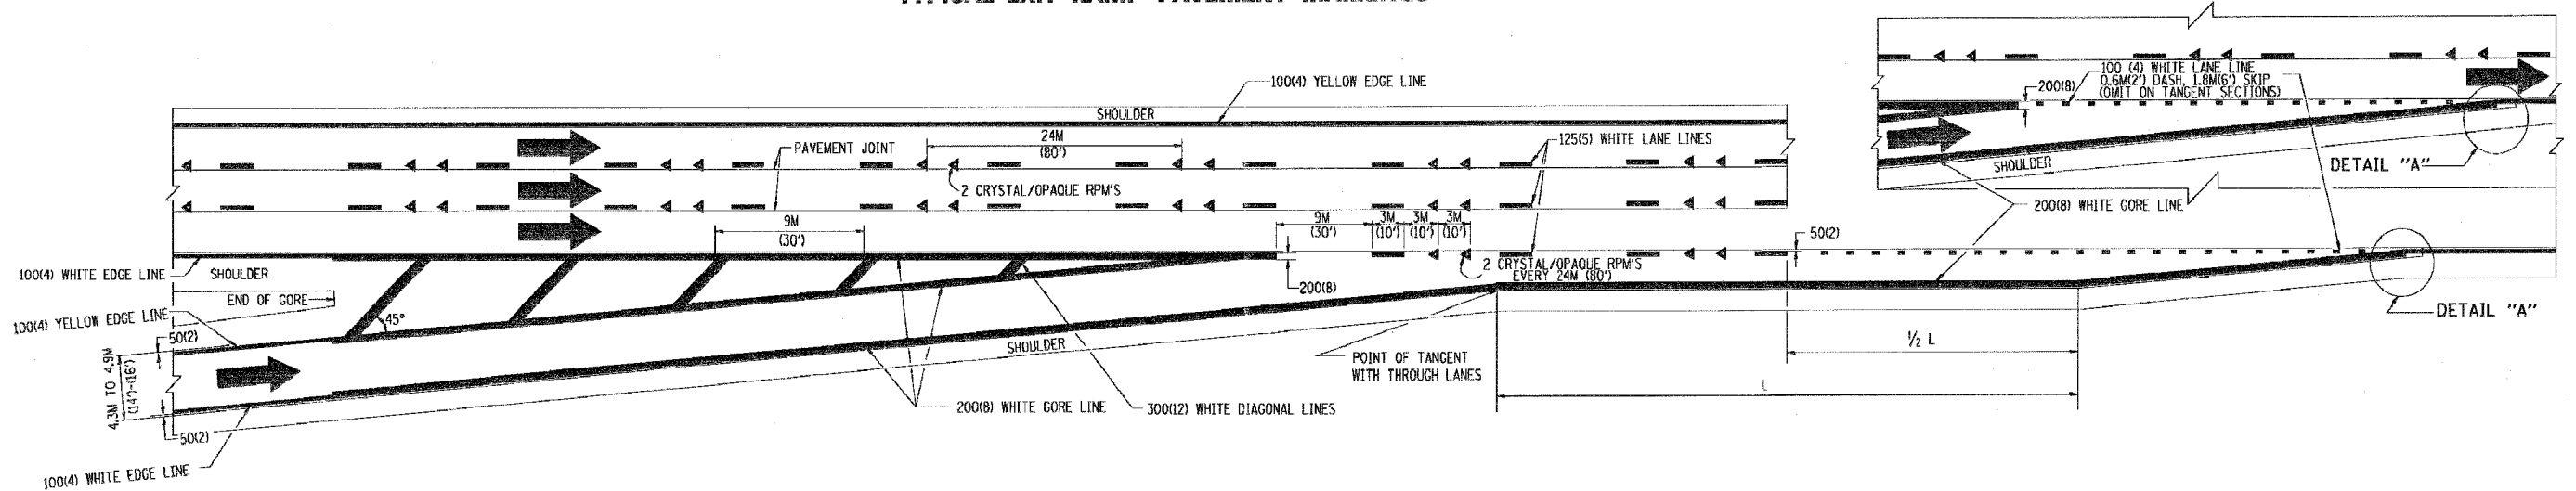 100(4) YELLOW EDGE LINE
SHOULDER
24M
(80')
PAVEMENT JOINT
125(5) WHITE LANE LINES
2 CRYSTAL/OPAQUE RPM'S
9M
(30')
9M
(30')
3M
(10')
3M
(10')
3M
(10')
100(4) WHITE EDGE LINE
SHOULDER
END OF GORE
100(4) YELLOW EDGE LINE
45°
50(2)
4.3M TO 4.9M
(14')-(16')
50(2)
100(4) WHITE EDGE LINE
200(8)
2 CRYSTAL/OPAQUE RPM'S
EVERY 24M (80')
SHOULDER
200(8) WHITE GORE LINE
300(12) WHITE DIAGONAL LINES
POINT OF TANGENT
WITH THROUGH LANES
½ L
L
50(2)
200(8) WHITE GORE LINE
DETAIL "A"
200(8)
100 (4) WHITE LANE LINE
0.6M(2') DASH, 1.8M(6') SKIP
(OMIT ON TANGENT SECTIONS)
SHOULDER
DETAIL "A"